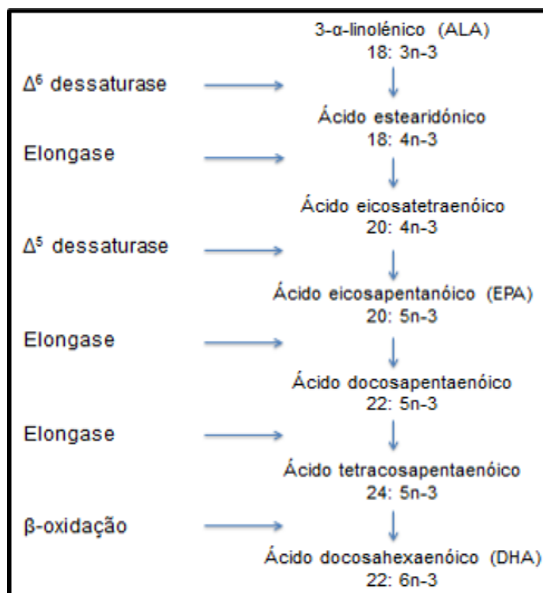 3-α-linolénico (ALA)
18: 3n-3
Δ⁶ dessaturase
Ácido estearidónico
18: 4n-3
Elongase
Ácido eicosatetraenóico
20: 4n-3
Δ⁵ dessaturase
Ácido eicosapentanóico (EPA)
20: 5n-3
Elongase
Ácido docosapentaenóico
22: 5n-3
Elongase
Ácido tetracosapentaenóico
24: 5n-3
β-oxidação
Ácido docosahexaenóico (DHA)
22: 6n-3